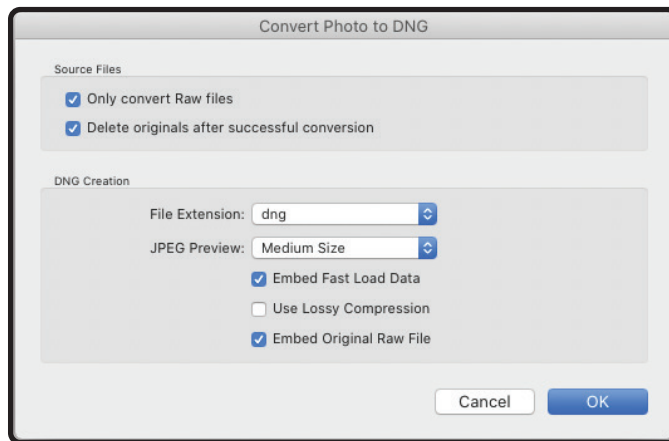 Convert Photo to DNG
Source Files
Only convert Raw files
Delete originals after successful conversion
DNG Creation
File Extension: dng
JPEG Preview: Medium Size
Embed Fast Load Data
Use Lossy Compression
Embed Original Raw File
Cancel OK